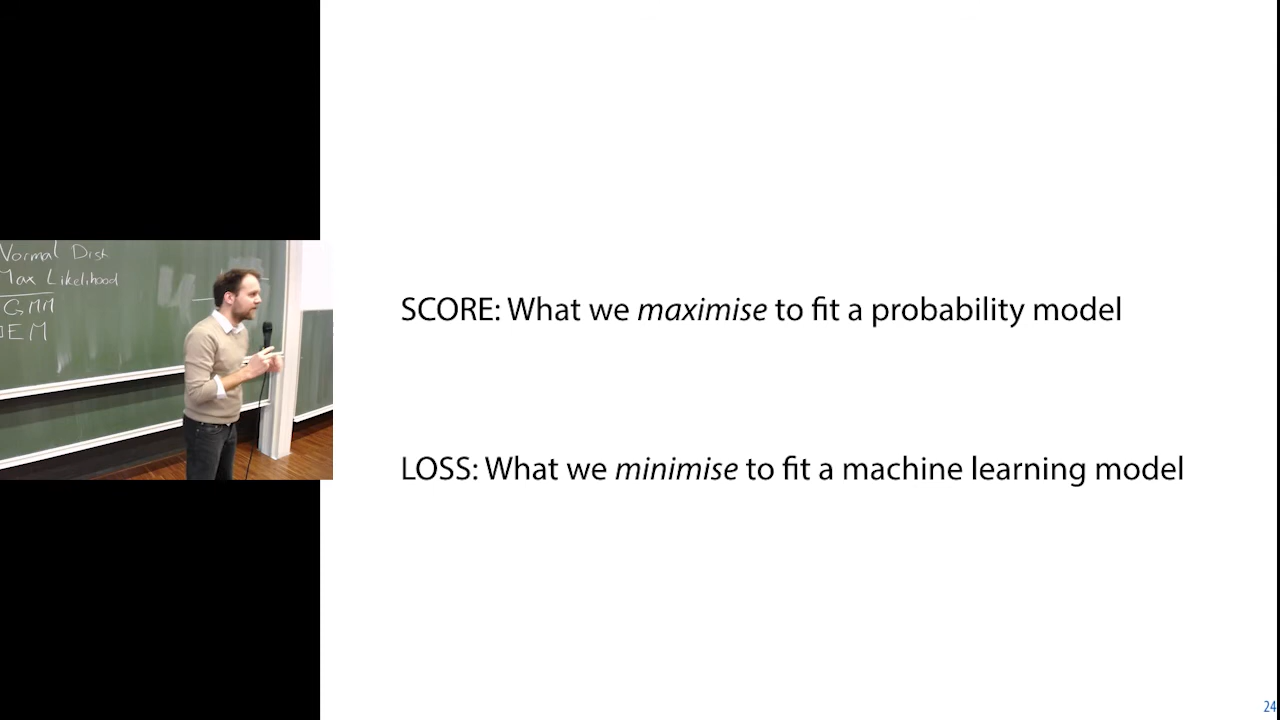 Normal Dist
Max Likelihood
GMM
EM
SCORE: What we maximise to fit a probability model
LOSS: What we minimise to fit a machine learning model
24